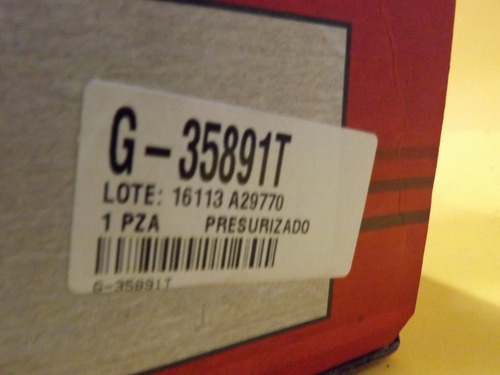 G-35891T
LOTE: 16113 A29770
1 PZA PRESURIZADO
G-35891T